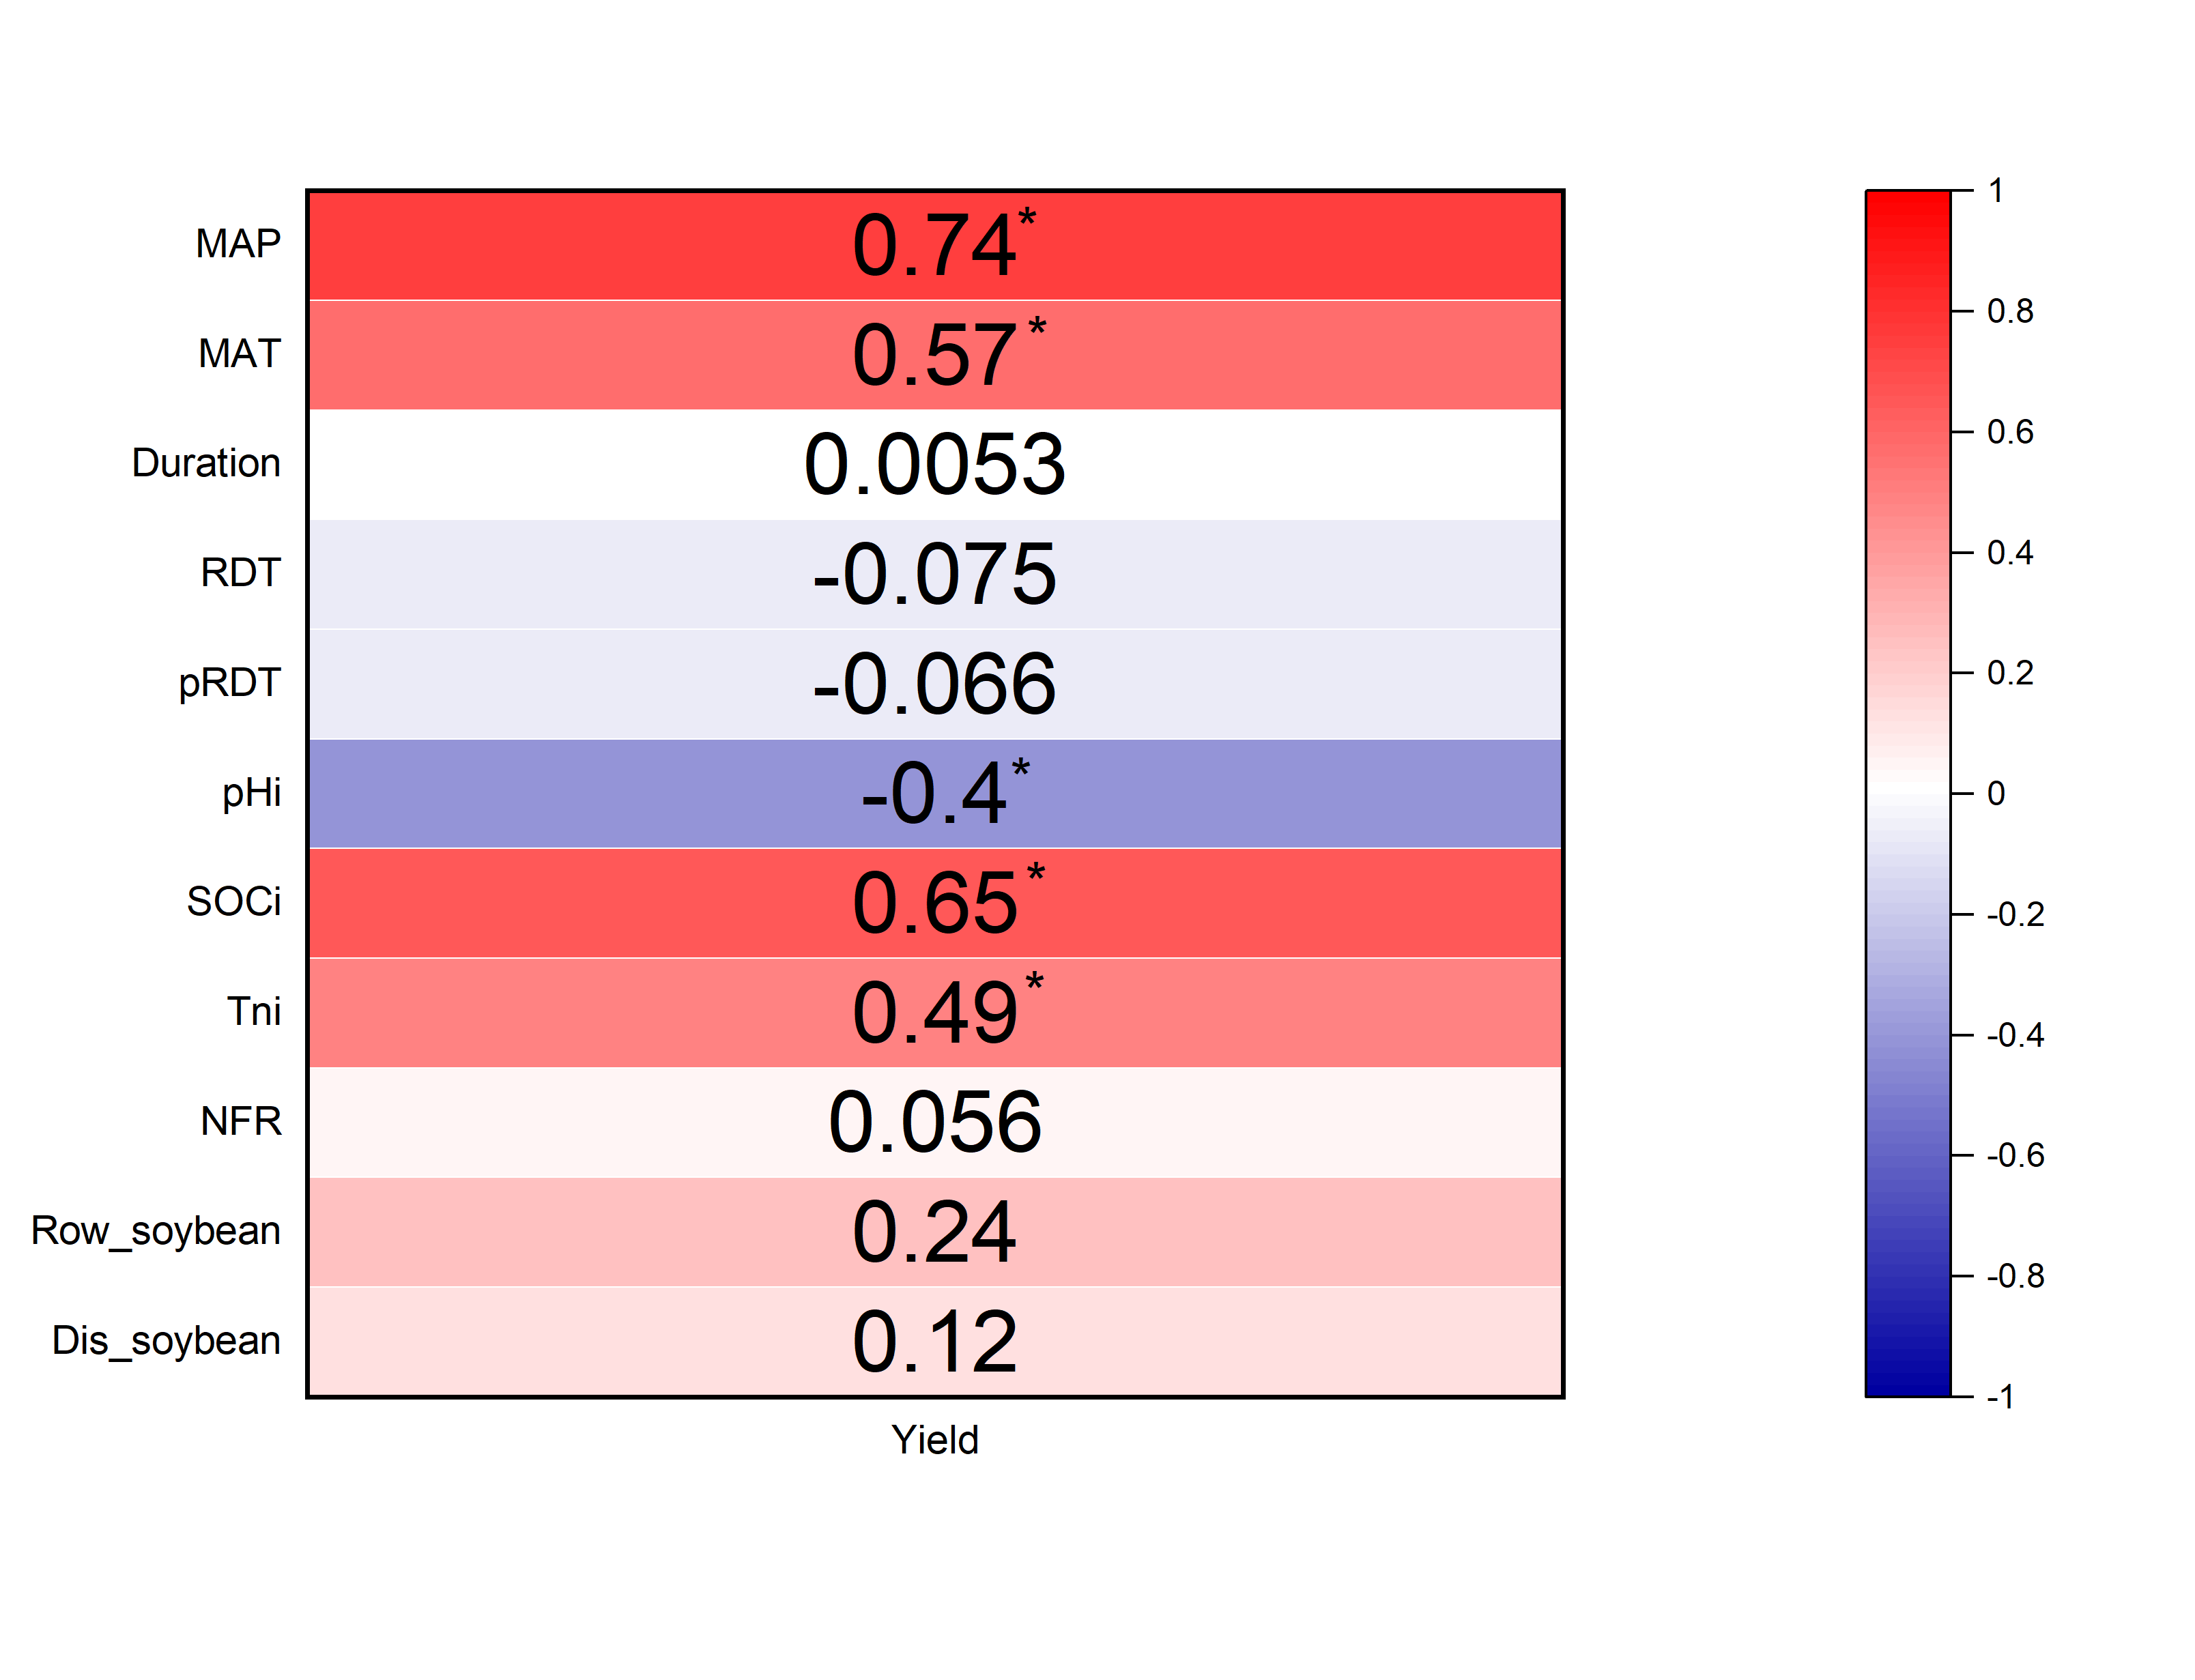 MAP 0.74*
MAT 0.57*
Duration 0.0053
RDT -0.075
pRDT -0.066
pHi -0.4*
SOCi 0.65*
Tni 0.49*
NFR 0.056
Row_soybean 0.24
Dis_soybean 0.12
Yield
1
0.8
0.6
0.4
0.2
0
-0.2
-0.4
-0.6
-0.8
-1